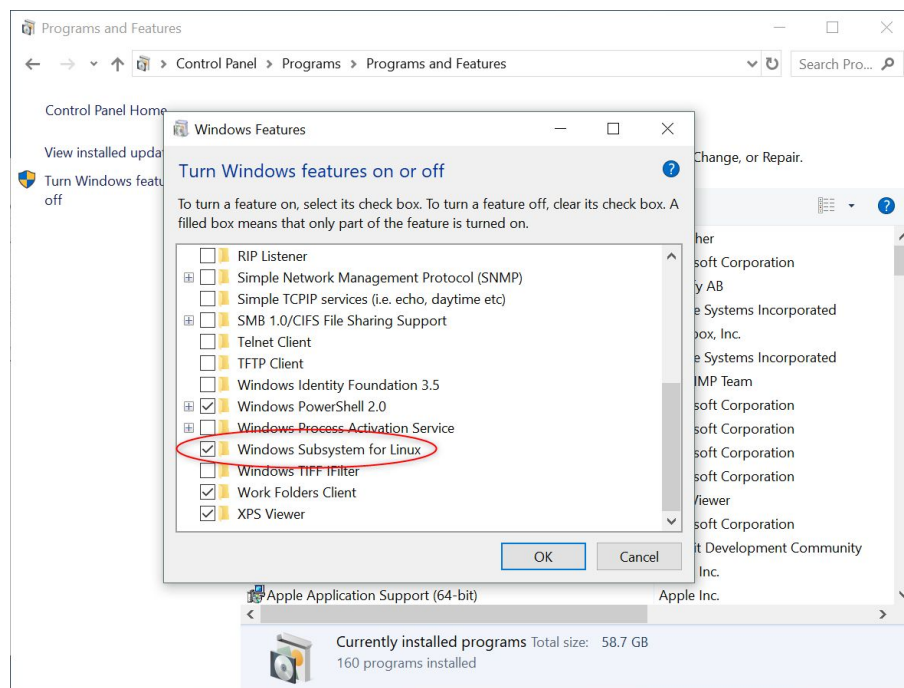 Programs and Features
Control Panel > Programs > Programs and Features
Search Pro...
Control Panel Home
View installed upda
Turn Windows featu
off
Change, or Repair.
Windows Features
Turn Windows features on or off
To turn a feature on, select its check box. To turn a feature off, clear its check box. A
filled box means that only part of the feature is turned on.
RIP Listener
Simple Network Management Protocol (SNMP)
Simple TCPIP services (i.e. echo, daytime etc)
SMB 1.0/CIFS File Sharing Support
Telnet Client
TFTP Client
Windows Identity Foundation 3.5
Windows PowerShell 2.0
Windows Process Activation Service
Windows Subsystem for Linux
Windows TIFF IFilter
Work Folders Client
XPS Viewer
OK
Cancel
her
soft Corporation
y AB
e Systems Incorporated
box, Inc.
e Systems Incorporated
IMP Team
soft Corporation
soft Corporation
soft Corporation
soft Corporation
Viewer
soft Corporation
it Development Community
Inc.
Apple Application Support (64-bit)
Apple Inc.
Currently installed programs Total size: 58.7 GB
160 programs installed